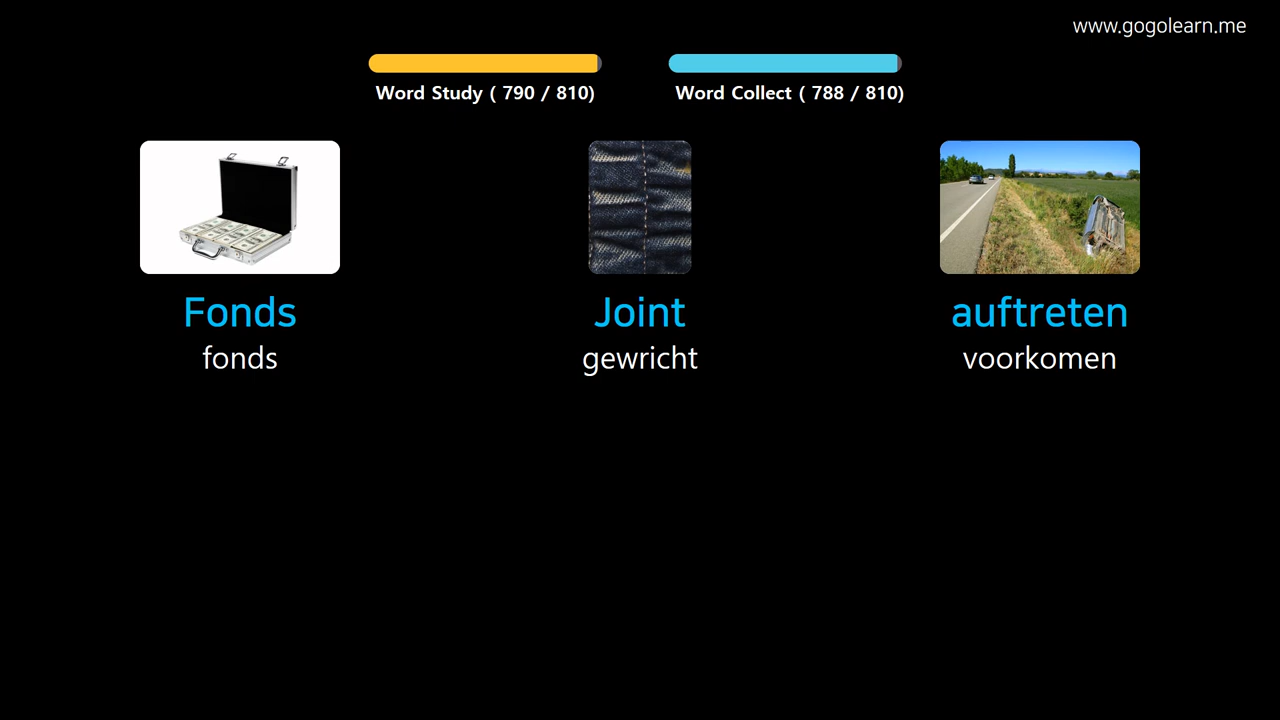 www.gogolearn.me
Word Study ( 790 / 810)
Word Collect ( 788 / 810)
Fonds
Joint
auftreten
fonds
gewricht
voorkomen